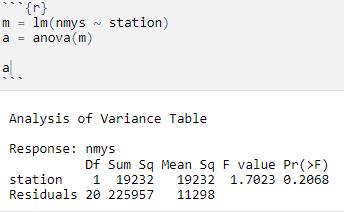 ```{r}
m = lm(nmys ~ station)
a = anova(m)
a
```
Analysis of Variance Table
Response: nmys
Df Sum Sq Mean Sq F value Pr(>F)
station 1 19232 19232 1.7023 0.2068
Residuals 20 225957 11298